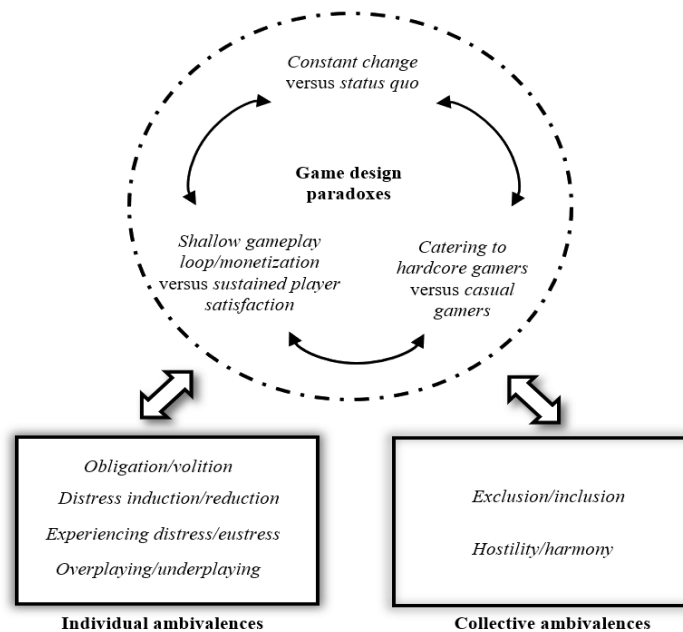 Constant change
versus status quo
Game design
paradoxes
Shallow gameplay
loop/monetization
versus sustained player
satisfaction
Catering to
hardcore gamers
versus casual
gamers
Obligation/volition
Distress induction/reduction
Experiencing distress/eustress
Overplaying/underplaying
Individual ambivalences
Exclusion/inclusion
Hostility/harmony
Collective ambivalences